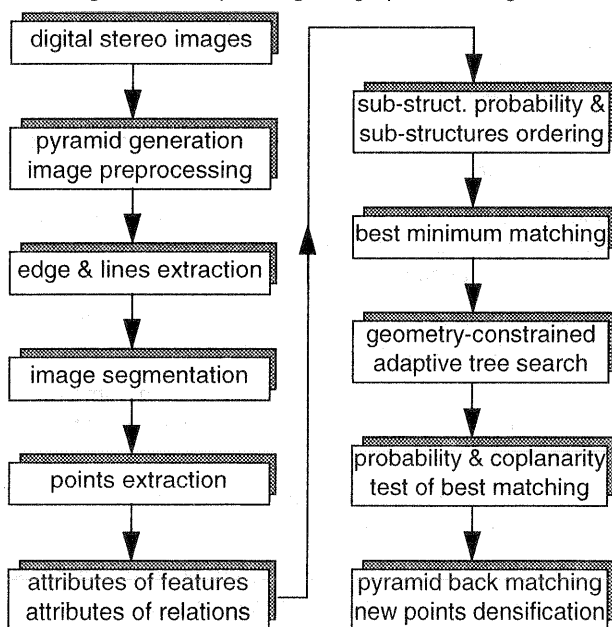 digital stereo images
pyramid generation
image preprocessing
edge & lines extraction
image segmentation
points extraction
attributes of features
attributes of relations
sub-struct. probability &
sub-structures ordering
best minimum matching
geometry-constrained
adaptive tree search
probability & coplanarity
test of best matching
pyramid back matching
new points densification